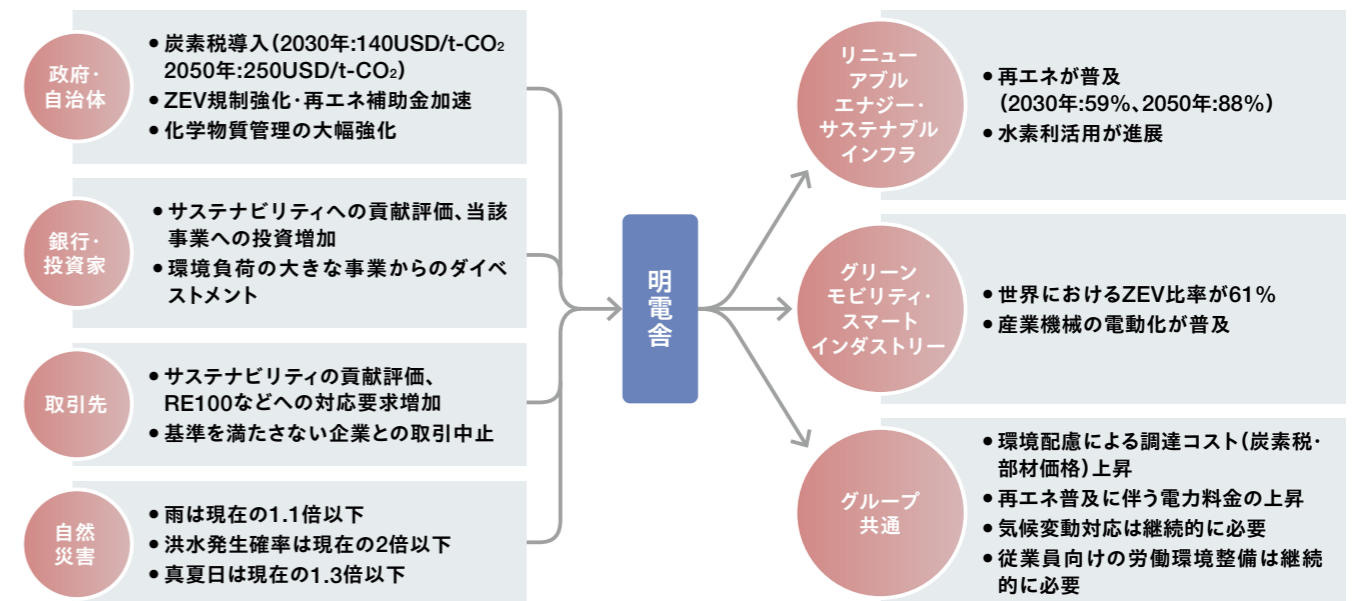 政府・
自治体
• 炭素税導入（2030年:140USD/t-CO₂
2050年:250USD/t-CO₂）
• ZEV規制強化・再エネ補助金加速
• 化学物質管理の大幅強化
銀行・
投資家
• サステナビリティへの貢献評価、当該
事業への投資増加
• 環境負荷の大きな事業からのダイベ
ストメント
取引先
• サステナビリティの貢献評価、
RE100などへの対応要求増加
• 基準を満たさない企業との取引中止
自然
災害
• 雨は現在の1.1倍以下
• 洪水発生確率は現在の2倍以下
• 真夏日は現在の1.3倍以下
明電舎
リニュー
アブル
エナジー・
サステナブル
インフラ
• 再エネが普及
（2030年:59%、2050年:88%）
• 水素利活用が進展
グリーン
モビリティ・
スマート
インダストリー
• 世界におけるZEV比率が61%
• 産業機械の電動化が普及
グループ
共通
• 環境配慮による調達コスト（炭素税・
部材価格）上昇
• 再エネ普及に伴う電力料金の上昇
• 気候変動対応は継続的に必要
• 従業員向けの労働環境整備は継続
的に必要